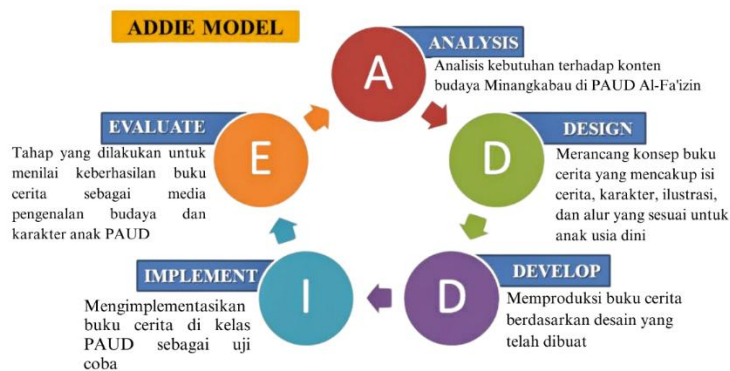 ADDIE MODEL
A
ANALYSIS
Analisis kebutuhan terhadap konten
budaya Minangkabau di PAUD Al-Fa'izin
D
DESIGN
Merancang konsep buku
cerita yang mencakup isi
cerita, karakter, ilustrasi,
dan alur yang sesuai untuk
anak usia dini
D
DEVELOP
Memproduksi buku cerita
berdasarkan desain yang
telah dibuat
I
IMPLEMENT
Mengimplementasikan
buku cerita di kelas
PAUD sebagai uji
coba
E
EVALUATE
Tahap yang dilakukan untuk
menilai keberhasilan buku
cerita sebagai media
pengenalan budaya dan
karakter anak PAUD